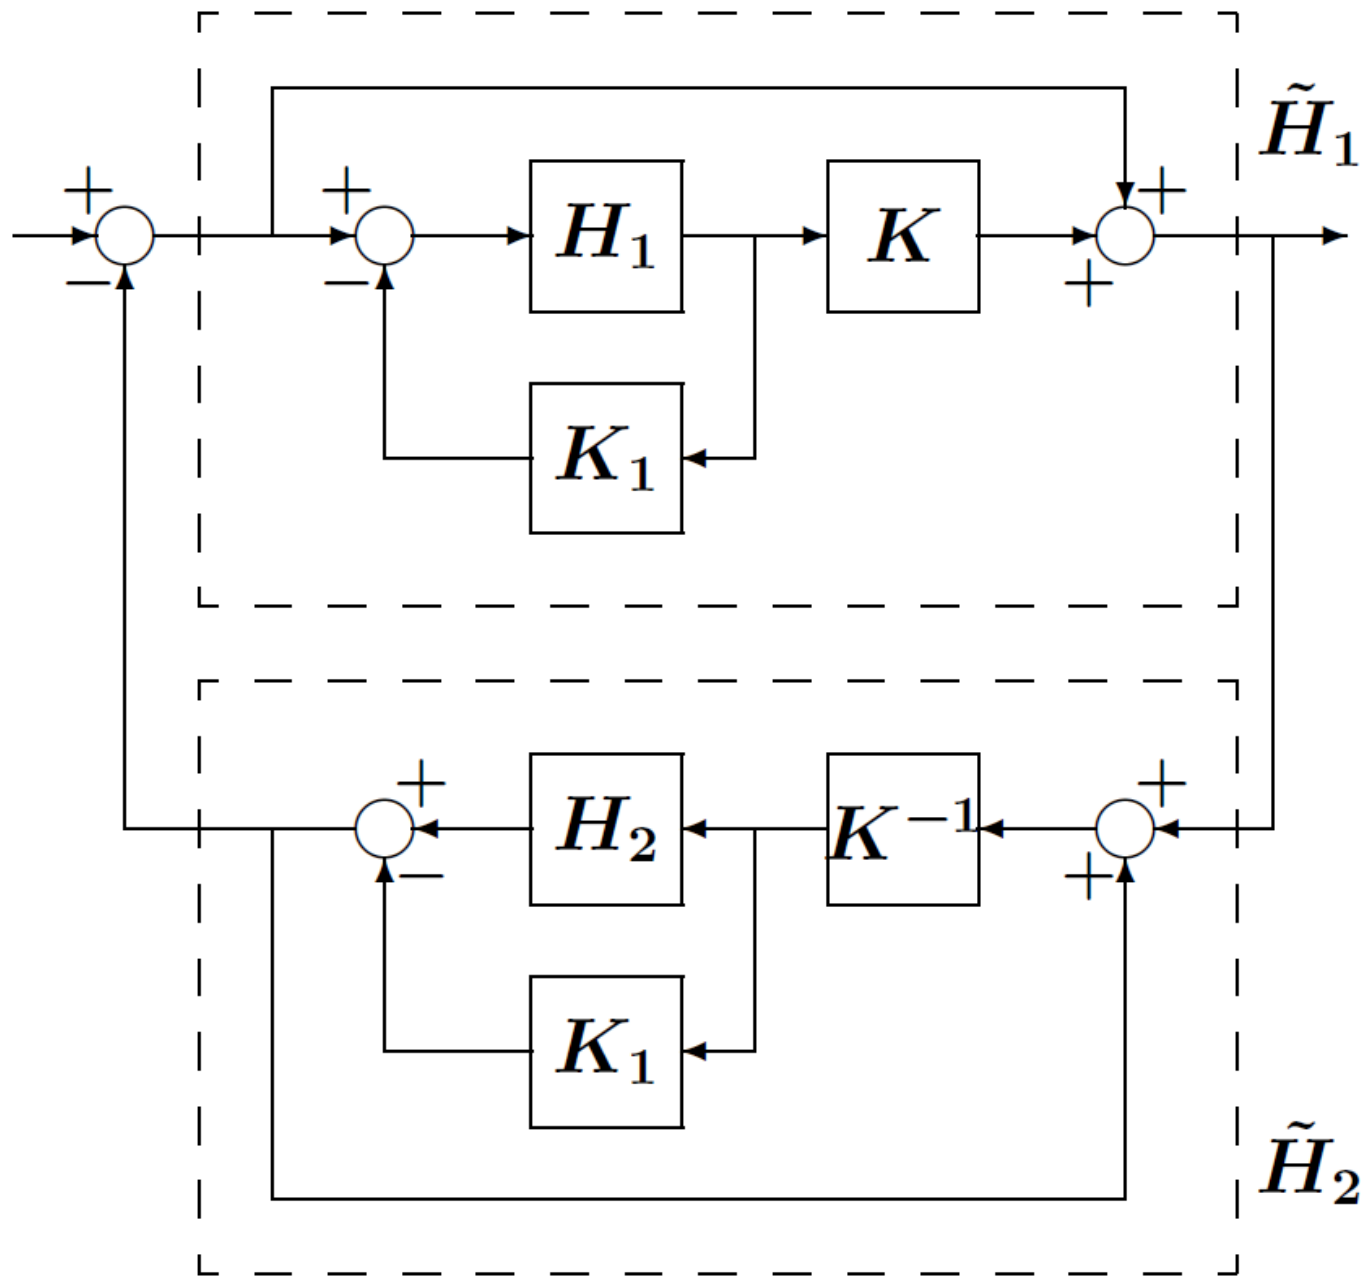 H̃₁
+ + +
H₁ K
− − +
K₁
+ +
H₂ K⁻¹
− +
K₁
H̃₂